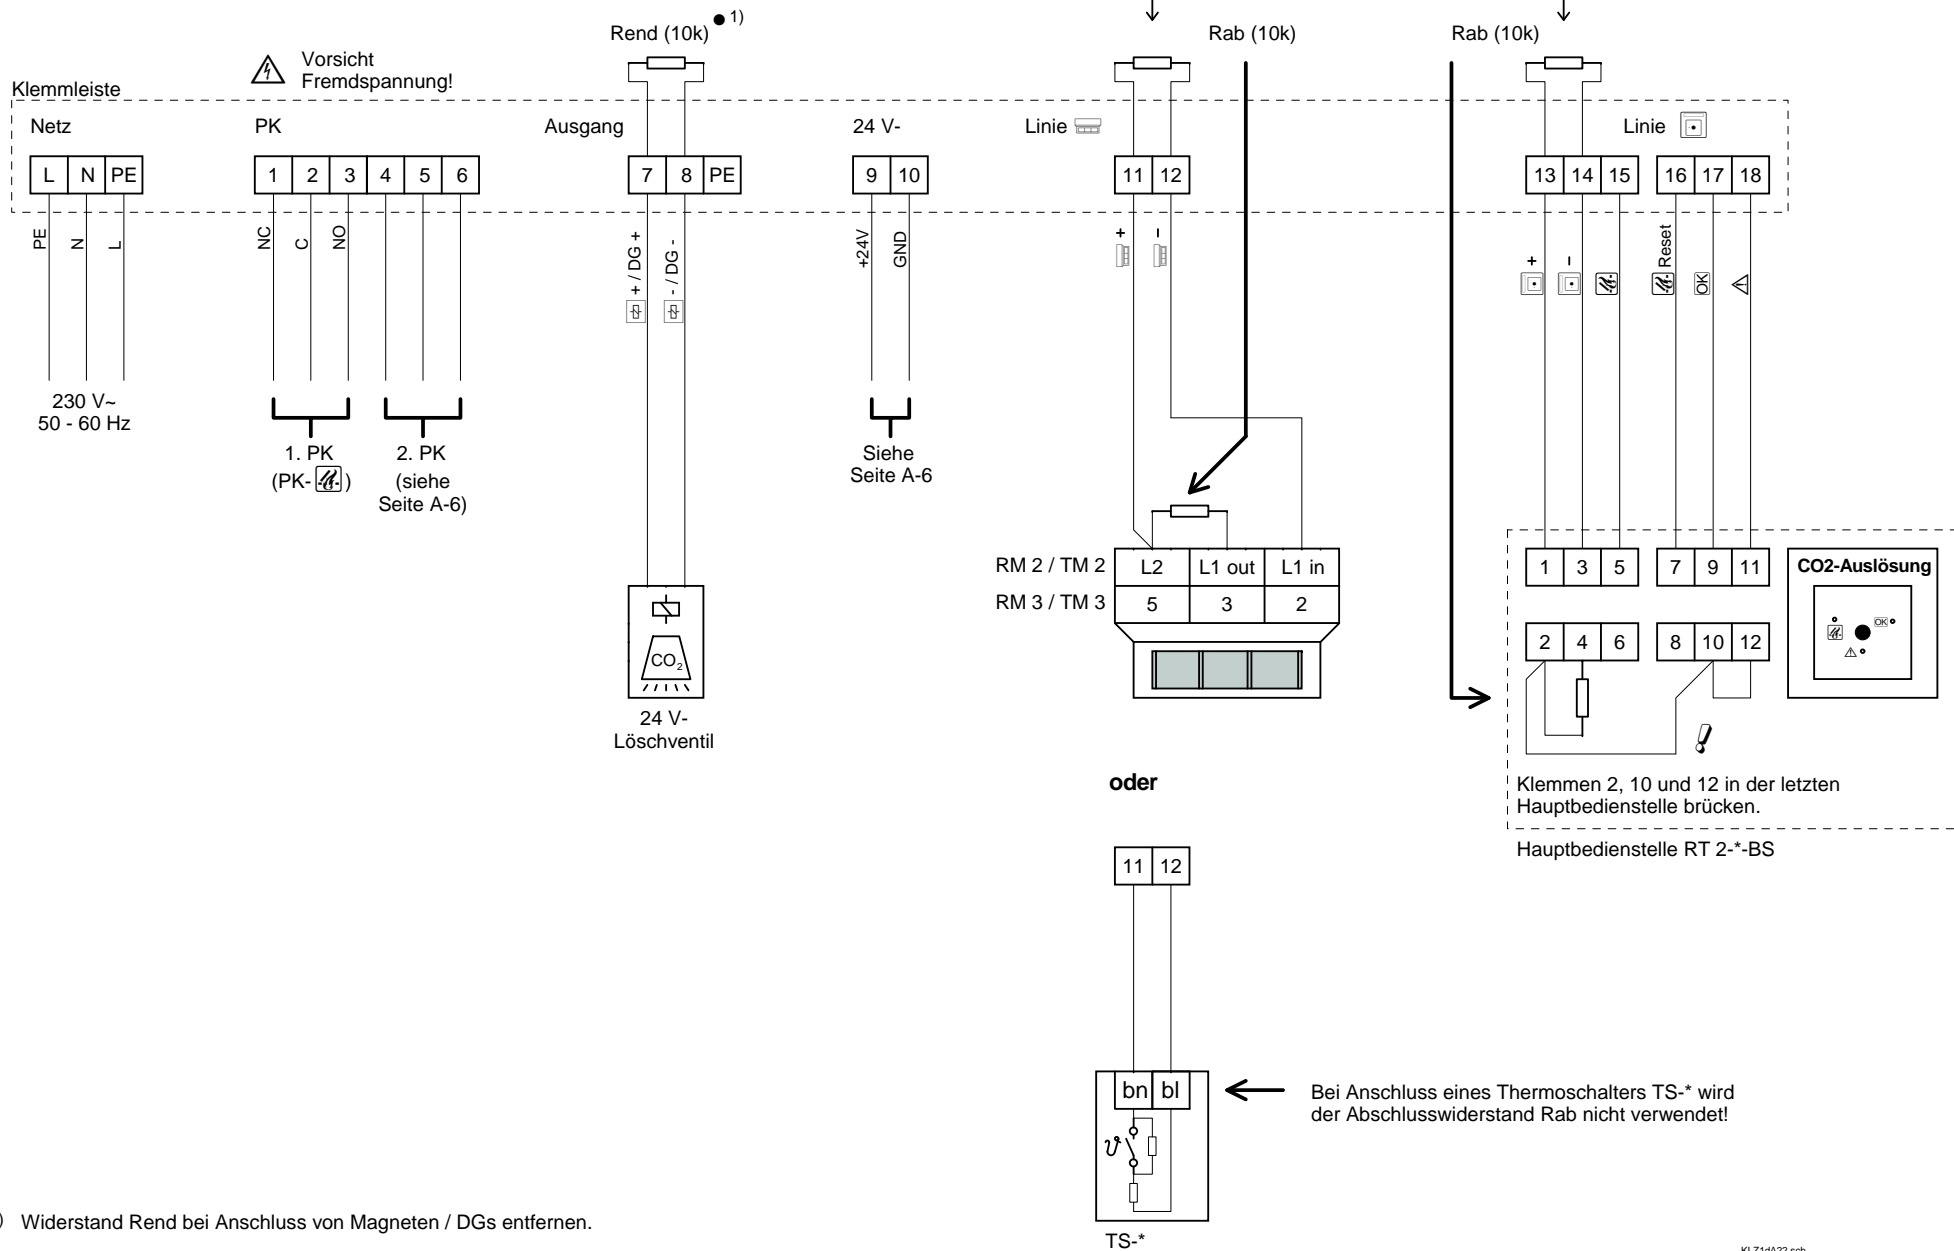 Rend (10k) ● 1)
Rab (10k)
Rab (10k)
Vorsicht
Fremdspannung!
Klemmleiste
Netz
PK
Ausgang
24 V-
Linie
Linie
L N PE
1 2 3 4 5 6
7 8 PE
9 10
11 12
13 14 15
16 17 18
PE
N
L
NC
C
NO
+ / DG +
- / DG -
+24V
GND
+
-
+
-
Reset
OK
230 V~
50 - 60 Hz
1. PK
(PK- )
2. PK
(siehe
Seite A-6)
Siehe
Seite A-6
RM 2 / TM 2
L2 L1 out L1 in
RM 3 / TM 3
5 3 2
1 3 5
7 9 11
CO2-Auslösung
OK
2 4 6
8 10 12
CO2
24 V-
Löschventil
oder
Klemmen 2, 10 und 12 in der letzten
Hauptbedienstelle brücken.
Hauptbedienstelle RT 2-*-BS
11 12
bn bl
Bei Anschluss eines Thermoschalters TS-* wird
der Abschlusswiderstand Rab nicht verwendet!
ϑ
TS-*
) Widerstand Rend bei Anschluss von Magneten / DGs entfernen.